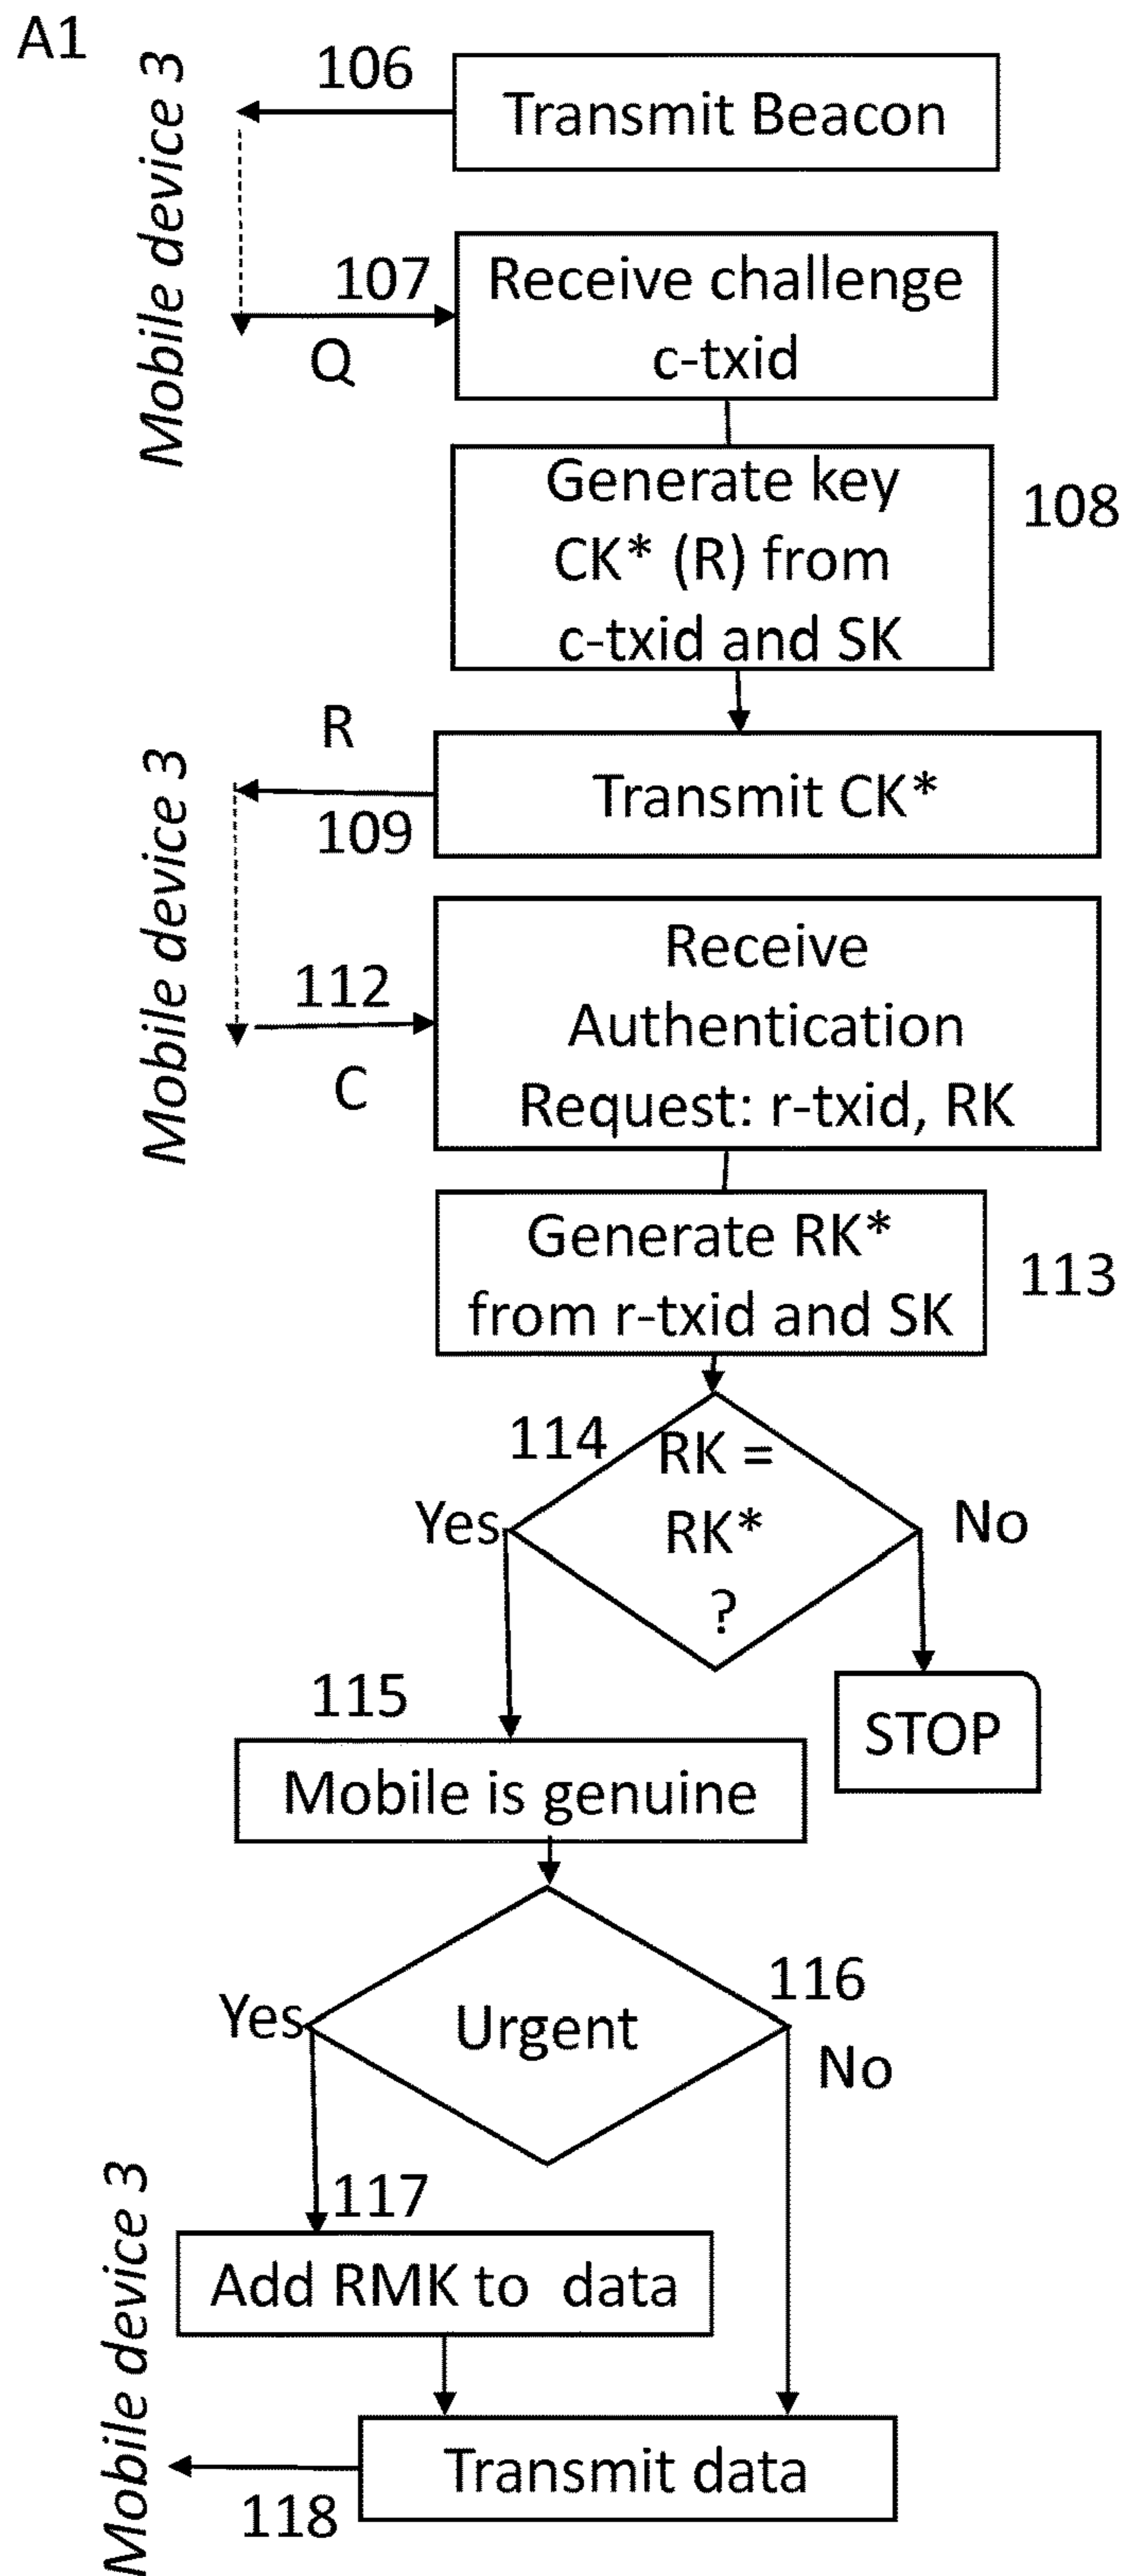 A1
Mobile device 3
106
Transmit Beacon
107
Q
Receive challenge
c-txid
Generate key
CK* (R) from
c-txid and SK
108
Mobile device 3
R
109
Transmit CK*
112
C
Receive
Authentication
Request: r-txid, RK
Generate RK*
from r-txid and SK
113
114
RK =
RK*
?
Yes
No
STOP
115
Mobile is genuine
116
Urgent
Yes
No
Mobile device 3
117
Add RMK to data
Transmit data
118